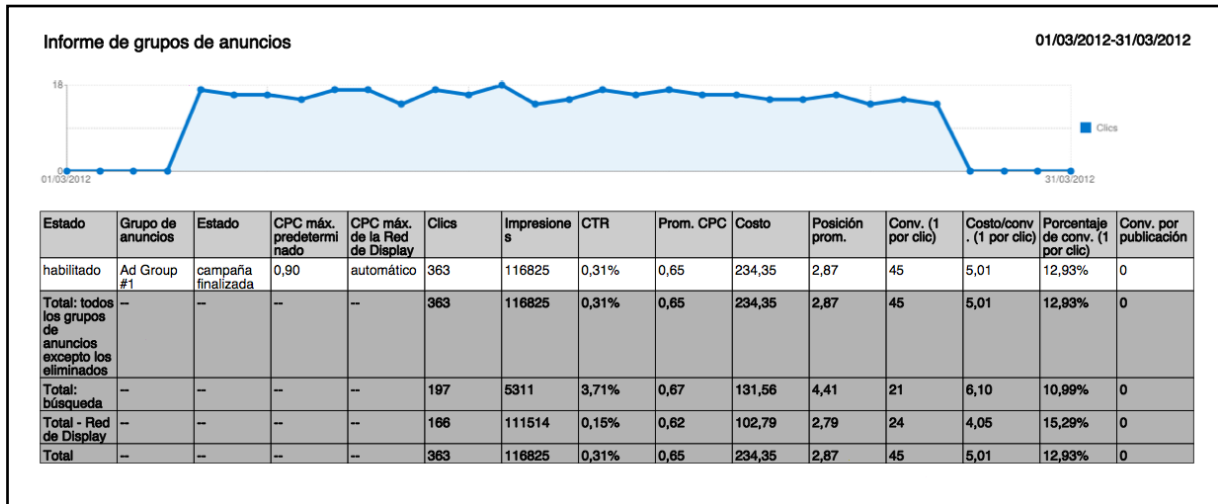 Informe de grupos de anuncios
01/03/2012-31/03/2012
18
0
01/03/2012
31/03/2012
Clics
Estado Grupo de anuncios Estado CPC máx. predetermi nado CPC máx. de la Red de Display Clics Impresione s CTR Prom. CPC Costo Posición prom. Conv. (1 por clic) Costo/conv . (1 por clic) Porcentaje de conv. (1 por clic) Conv. por publicación
habilitado Ad Group #1 campaña finalizada 0,90 automático 363 116825 0,31% 0,65 234,35 2,87 45 5,01 12,93% 0
Total: todos los grupos de anuncios excepto los eliminados -- -- -- -- 363 116825 0,31% 0,65 234,35 2,87 45 5,01 12,93% 0
Total: búsqueda -- -- -- -- 197 5311 3,71% 0,67 131,56 4,41 21 6,10 10,99% 0
Total - Red de Display -- -- -- -- 166 111514 0,15% 0,62 102,79 2,79 24 4,05 15,29% 0
Total -- -- -- -- 363 116825 0,31% 0,65 234,35 2,87 45 5,01 12,93% 0